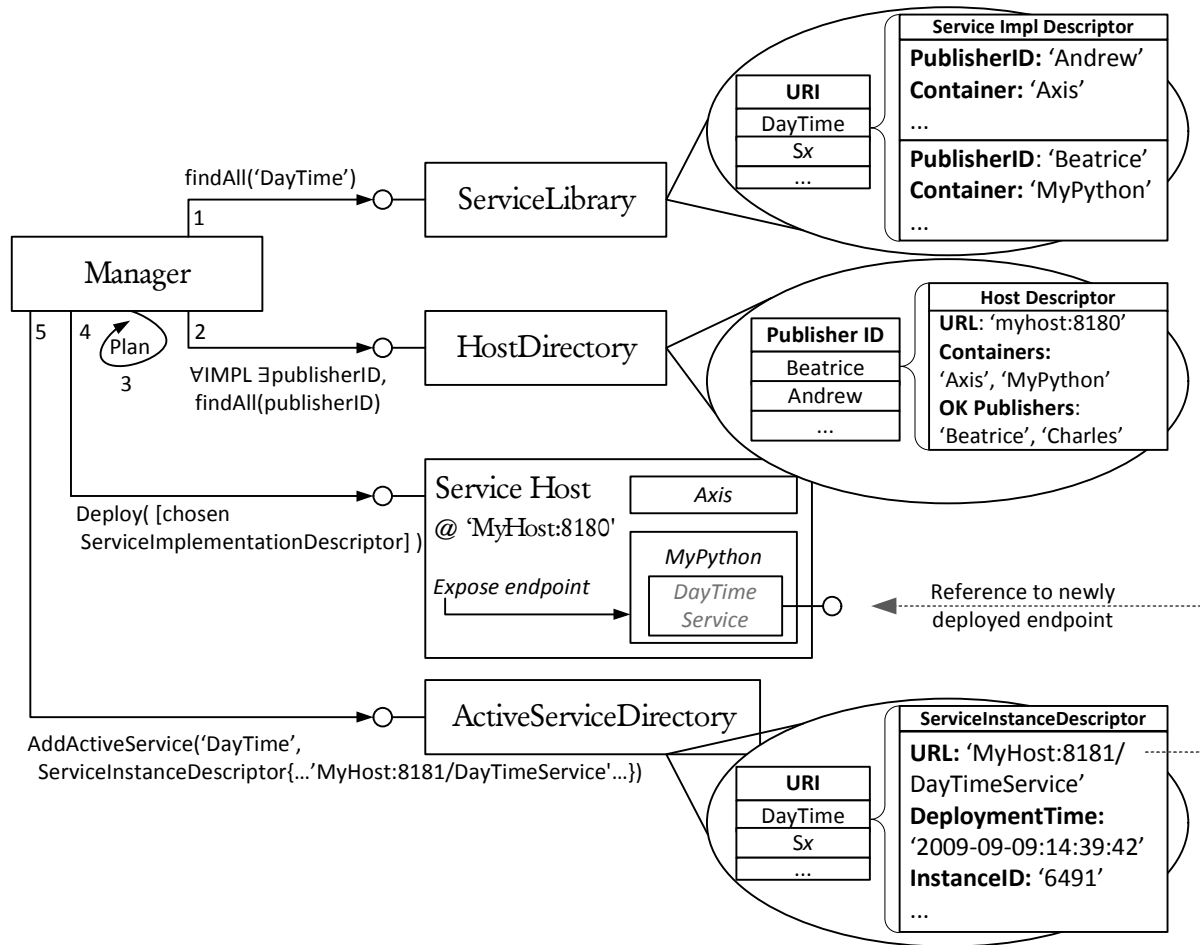 Service Impl Descriptor
PublisherID: ‘Andrew’
Container: ‘Axis’
...
PublisherID: ‘Beatrice’
Container: ‘MyPython’
...
URI
DayTime
Sx
...
findAll(‘DayTime’)
1
ServiceLibrary
Manager
5
4
Plan
3
2
∀IMPL ∃publisherID,
findAll(publisherID)
HostDirectory
Publisher ID
Beatrice
Andrew
...
Host Descriptor
URL: ‘myhost:8180’
Containers:
‘Axis’, ‘MyPython’
OK Publishers:
‘Beatrice’, ‘Charles’
Deploy( [chosen
ServiceImplementationDescriptor] )
Service Host
@ ‘MyHost:8180'
Axis
MyPython
Expose endpoint
DayTime
Service
Reference to newly
deployed endpoint
ActiveServiceDirectory
AddActiveService(‘DayTime’,
ServiceInstanceDescriptor{...’MyHost:8181/DayTimeService'...})
URI
DayTime
Sx
...
ServiceInstanceDescriptor
URL: ‘MyHost:8181/
DayTimeService’
DeploymentTime:
‘2009-09-09:14:39:42’
InstanceID: ‘6491’
...